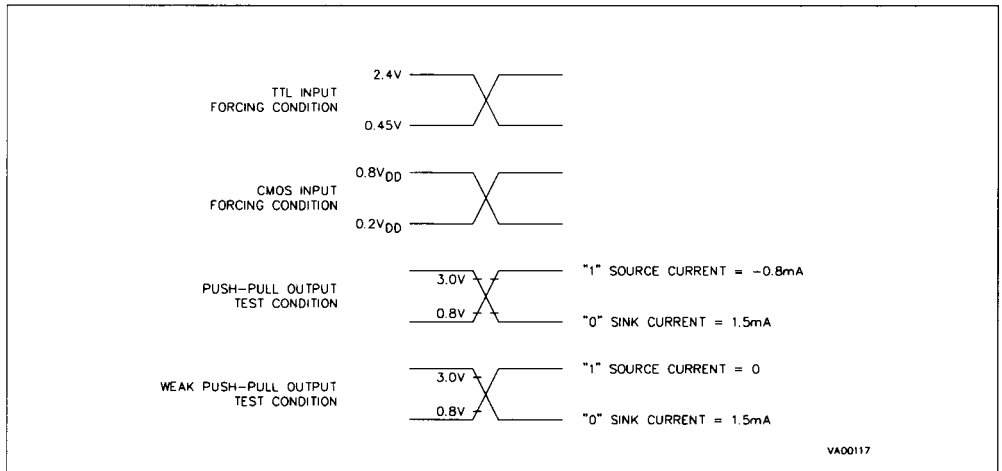 2.4V
TTL INPUT
FORCING CONDITION
0.45V
0.8VDD
CMOS INPUT
FORCING CONDITION
0.2VDD
3.0V
"1" SOURCE CURRENT = -0.8mA
PUSH-PULL OUTPUT
TEST CONDITION
0.8V
"0" SINK CURRENT = 1.5mA
3.0V
"1" SOURCE CURRENT = 0
WEAK PUSH-PULL OUTPUT
TEST CONDITION
0.8V
"0" SINK CURRENT = 1.5mA
VA00117